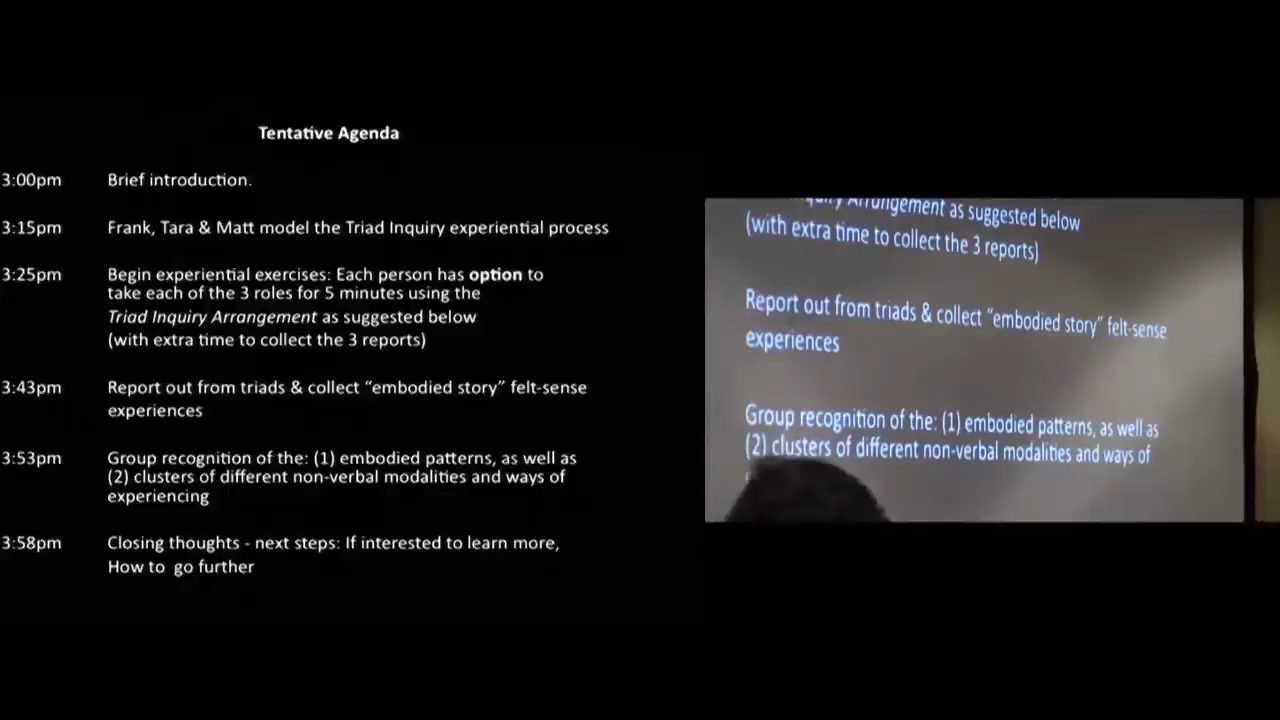 Tentative Agenda
3:00pm Brief introduction.
3:15pm Frank, Tara & Matt model the Triad Inquiry experiential process
3:25pm Begin experiential exercises: Each person has option to
take each of the 3 roles for 5 minutes using the
Triad Inquiry Arrangement as suggested below
(with extra time to collect the 3 reports)
3:43pm Report out from triads & collect “embodied story” felt-sense
experiences
3:53pm Group recognition of the: (1) embodied patterns, as well as
(2) clusters of different non-verbal modalities and ways of
experiencing
3:58pm Closing thoughts - next steps: If interested to learn more,
How to go further
Inquiry Arrangement as suggested below
(with extra time to collect the 3 reports)
Report out from triads & collect “embodied story” felt-sense
experiences
Group recognition of the: (1) embodied patterns, as well as
(2) clusters of different non-verbal modalities and ways of